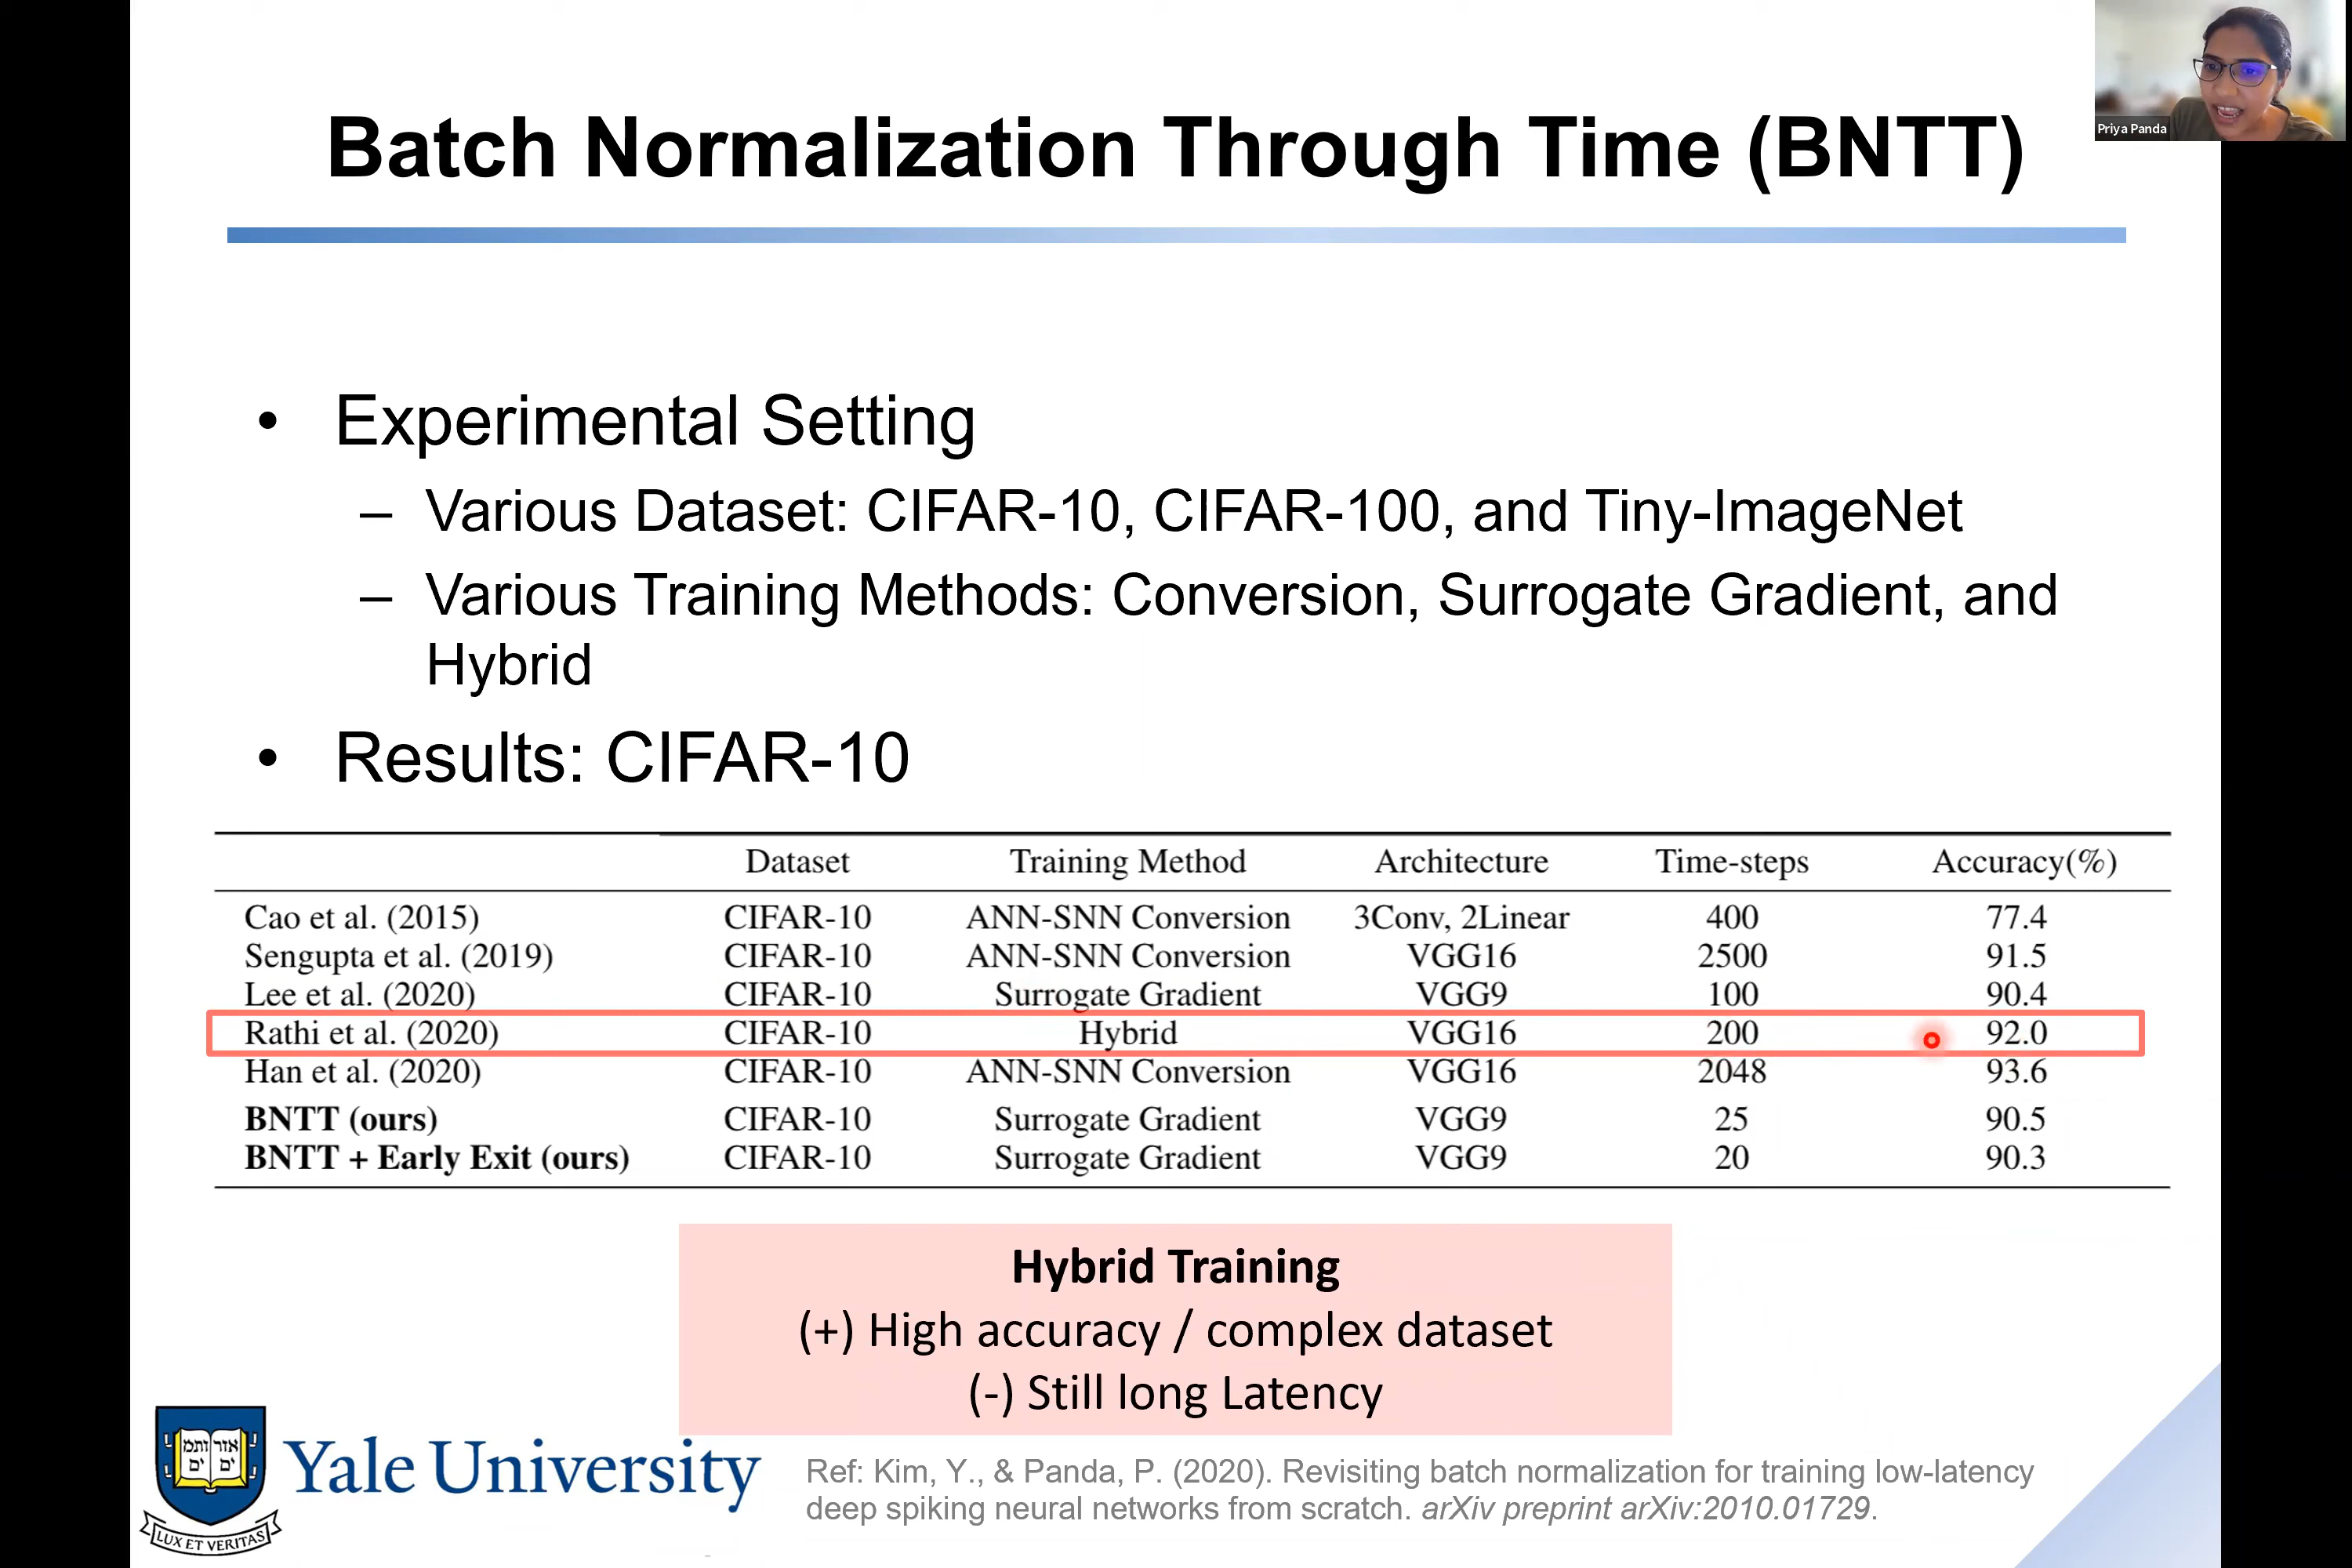 Priya Panda
Batch Normalization Through Time (BNTT)
• Experimental Setting
– Various Dataset: CIFAR-10, CIFAR-100, and Tiny-ImageNet
– Various Training Methods: Conversion, Surrogate Gradient, and
Hybrid
• Results: CIFAR-10
Dataset Training Method Architecture Time-steps Accuracy(%)
Cao et al. (2015) CIFAR-10 ANN-SNN Conversion 3Conv, 2Linear 400 77.4
Sengupta et al. (2019) CIFAR-10 ANN-SNN Conversion VGG16 2500 91.5
Lee et al. (2020) CIFAR-10 Surrogate Gradient VGG9 100 90.4
Rathi et al. (2020) CIFAR-10 Hybrid VGG16 200 92.0
Han et al. (2020) CIFAR-10 ANN-SNN Conversion VGG16 2048 93.6
BNTT (ours) CIFAR-10 Surrogate Gradient VGG9 25 90.5
BNTT + Early Exit (ours) CIFAR-10 Surrogate Gradient VGG9 20 90.3
Hybrid Training
(+) High accuracy / complex dataset
(-) Still long Latency
אורים ותמים
LUX ET VERITAS
Yale University
Ref: Kim, Y., & Panda, P. (2020). Revisiting batch normalization for training low-latency
deep spiking neural networks from scratch. arXiv preprint arXiv:2010.01729.